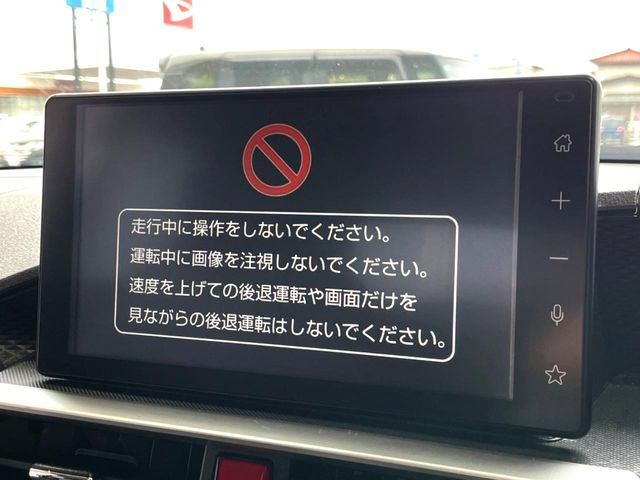 走行中に操作をしないでください。
運転中に画像を注視しないでください。
速度を上げての後退運転や画面だけを
見ながらの後退運転はしないでください。